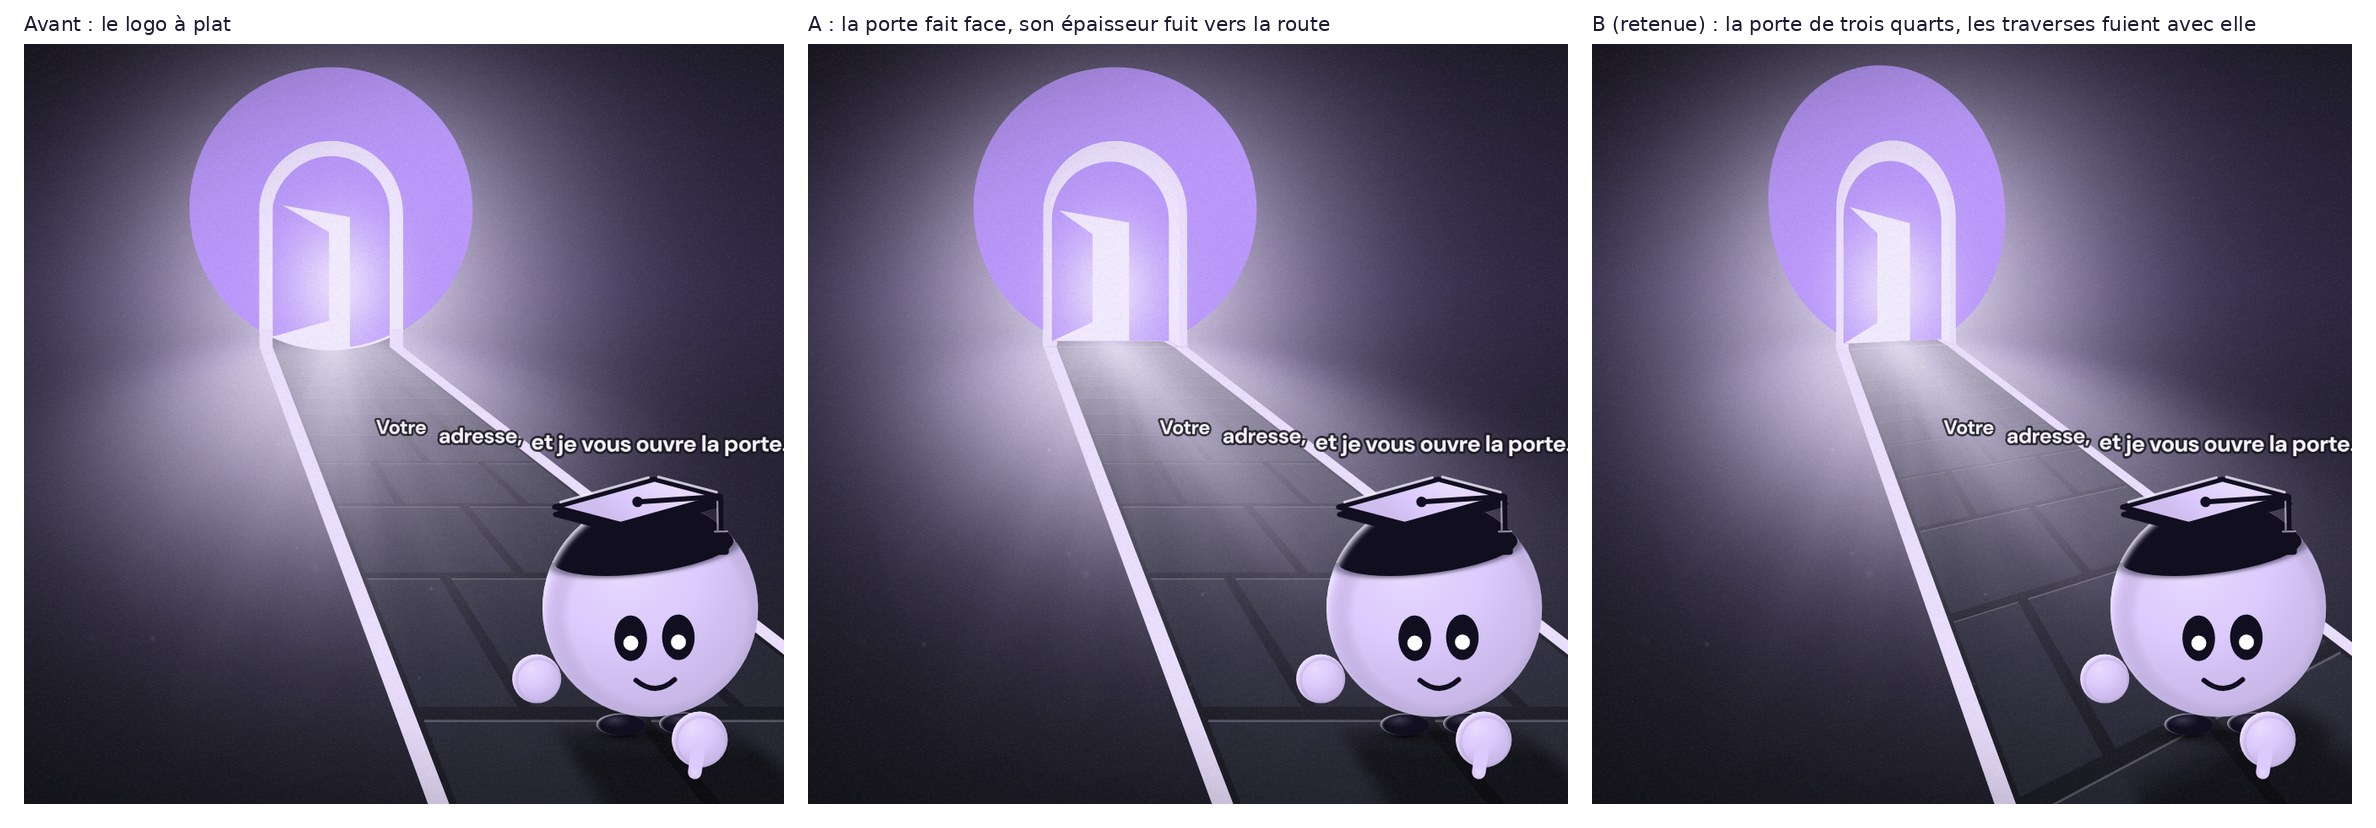 Avant : le logo à plat
A : la porte fait face, son épaisseur fuit vers la route
B (retenue) : la porte de trois quarts, les traverses fuient avec elle
Votre adresse, et je vous ouvre la porte.
Votre adresse, et je vous ouvre la porte.
Votre adresse, et je vous ouvre la porte.